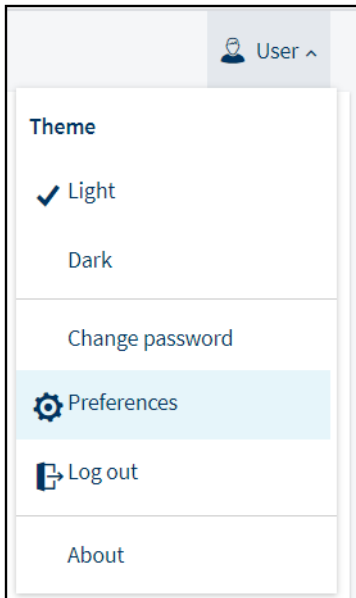 User
Theme
Light
Dark
Change password
Preferences
Log out
About